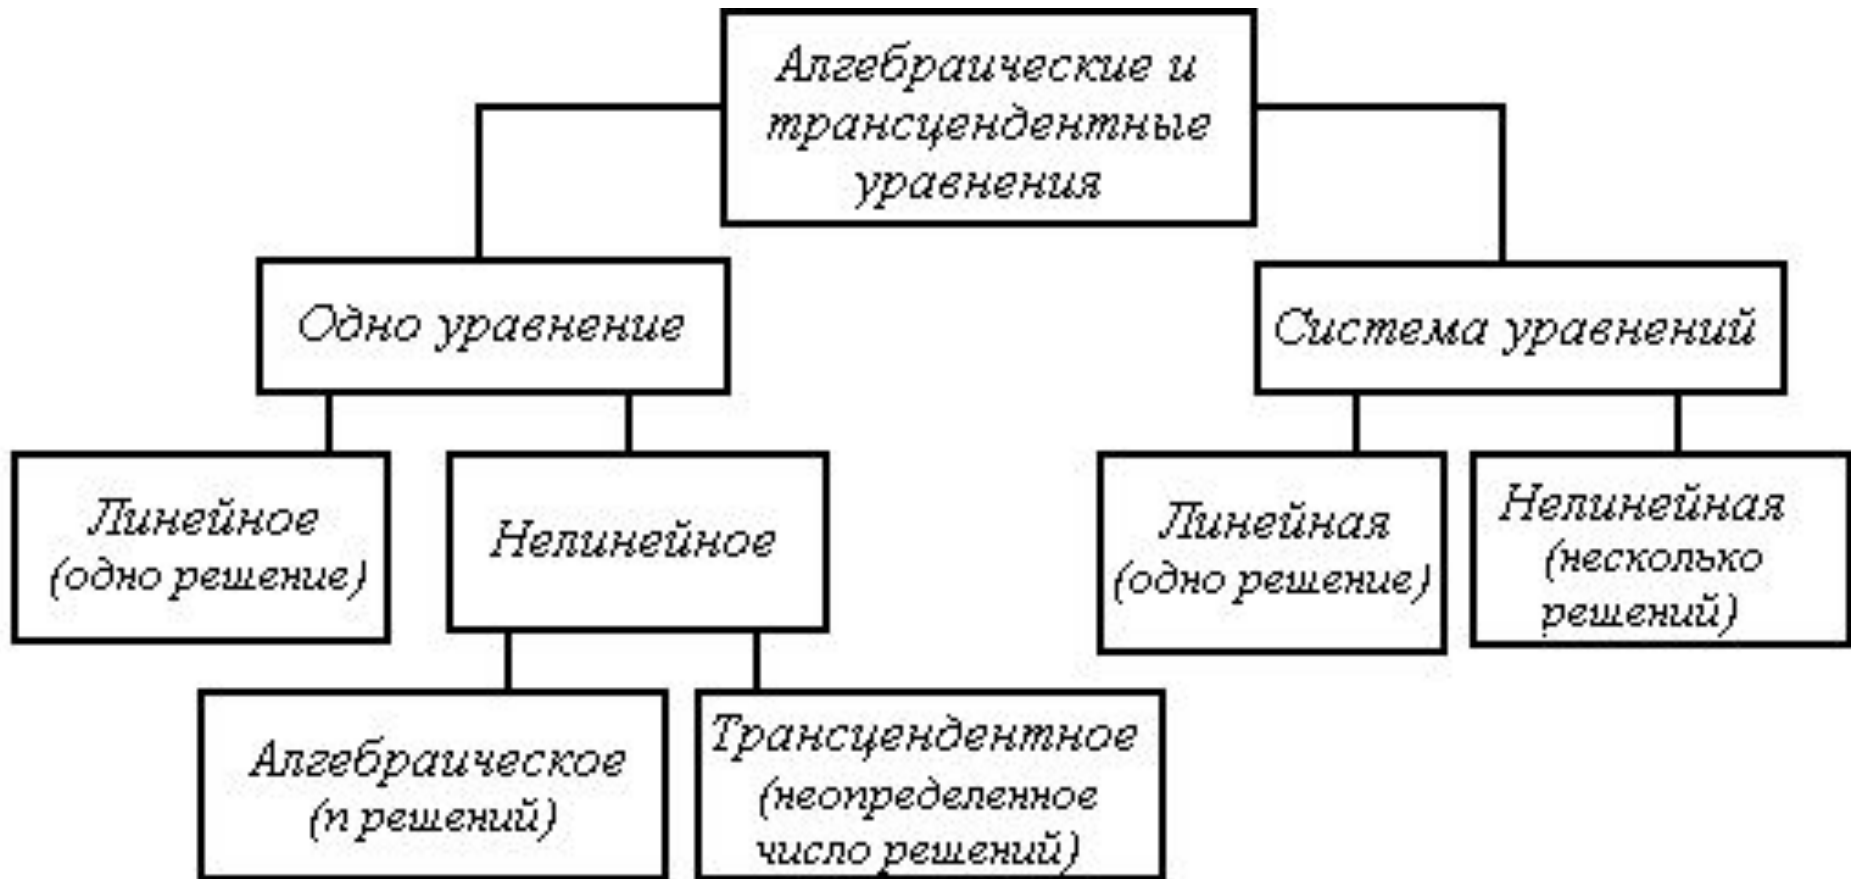 Алгебраические и
трансцендентные
уравнения
Одно уравнение
Система уравнений
Линейное
(одно решение)
Нелинейное
Линейная
(одно решение)
Нелинейная
(несколько
решений)
Алгебраическое
(n решений)
Трансцендентное
(неопределенное
число решений)